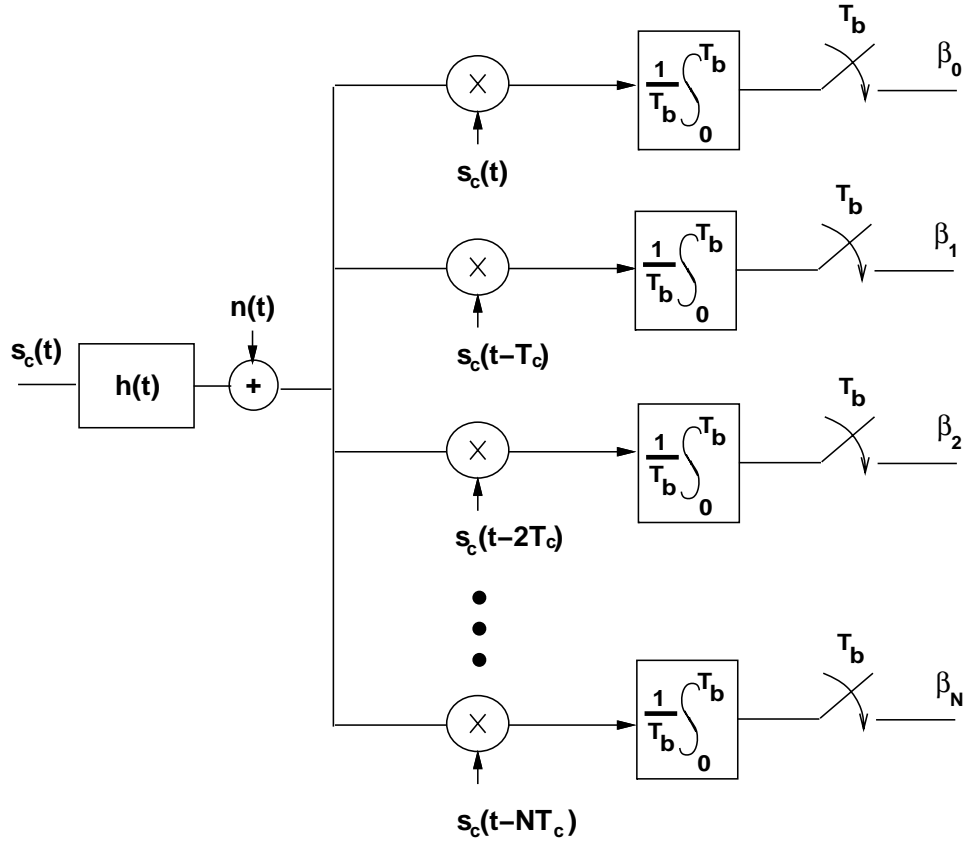 T_b
1/T_b ∫_0^T_b
β_0
×
s_c(t)
T_b
1/T_b ∫_0^T_b
β_1
×
s_c(t−T_c)
n(t)
s_c(t)
h(t)
+
T_b
1/T_b ∫_0^T_b
β_2
×
s_c(t−2T_c)
T_b
1/T_b ∫_0^T_b
β_N
×
s_c(t−NT_c)